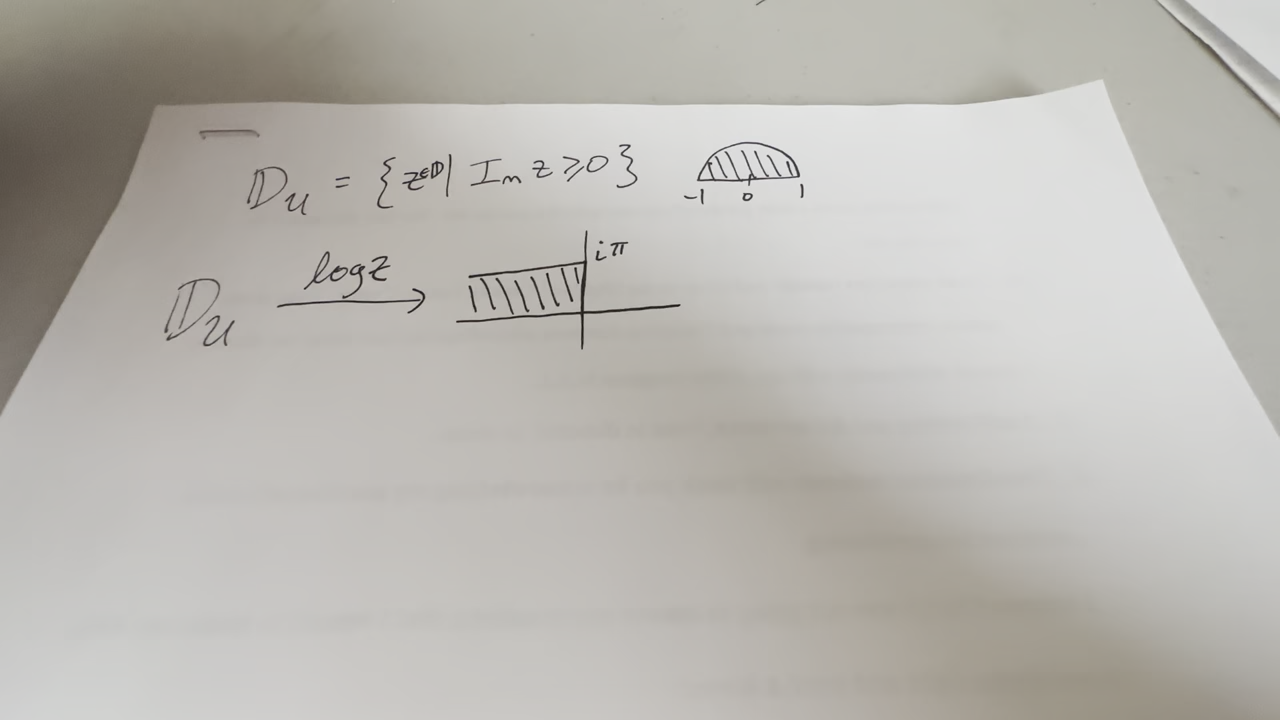 𝔻𝓊 = {z∈𝔻| Im z ⩾ 0} -1 0 1
𝔻𝓊 log z → iπ